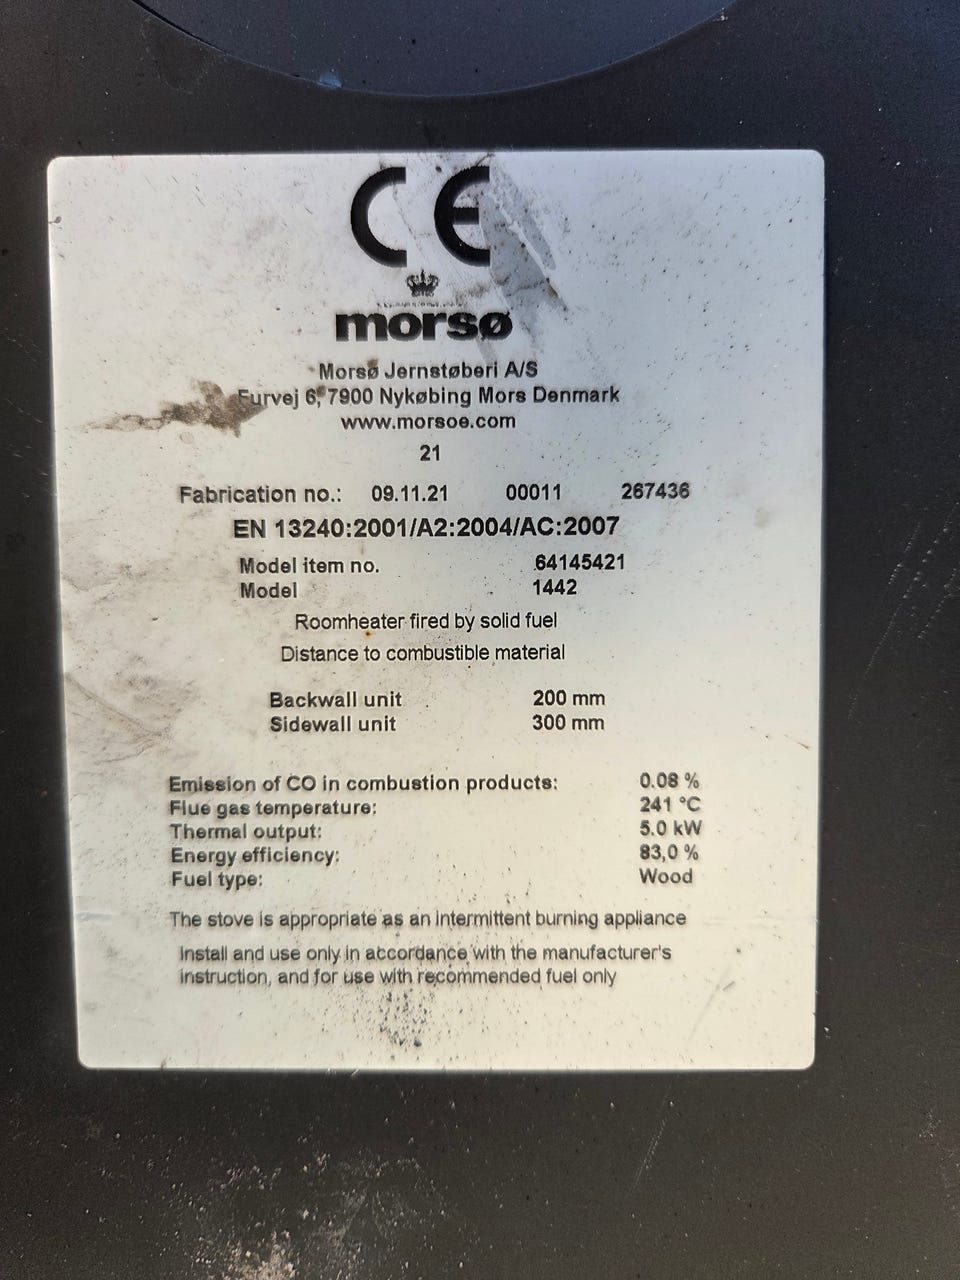 CE
morsø
Morsø Jernstøberi A/S
Furvej 6, 7900 Nykøbing Mors Denmark
www.morsoe.com
21
Fabrication no.: 09.11.21 00011 267436
EN 13240:2001/A2:2004/AC:2007
Model item no. 64145421
Model 1442
Roomheater fired by solid fuel
Distance to combustible material
Backwall unit 200 mm
Sidewall unit 300 mm
Emission of CO in combustion products: 0.08 %
Flue gas temperature: 241 °C
Thermal output: 5.0 kW
Energy efficiency: 83,0 %
Fuel type: Wood
The stove is appropriate as an intermittent burning appliance
Install and use only in accordance with the manufacturer's
instruction, and for use with recommended fuel only